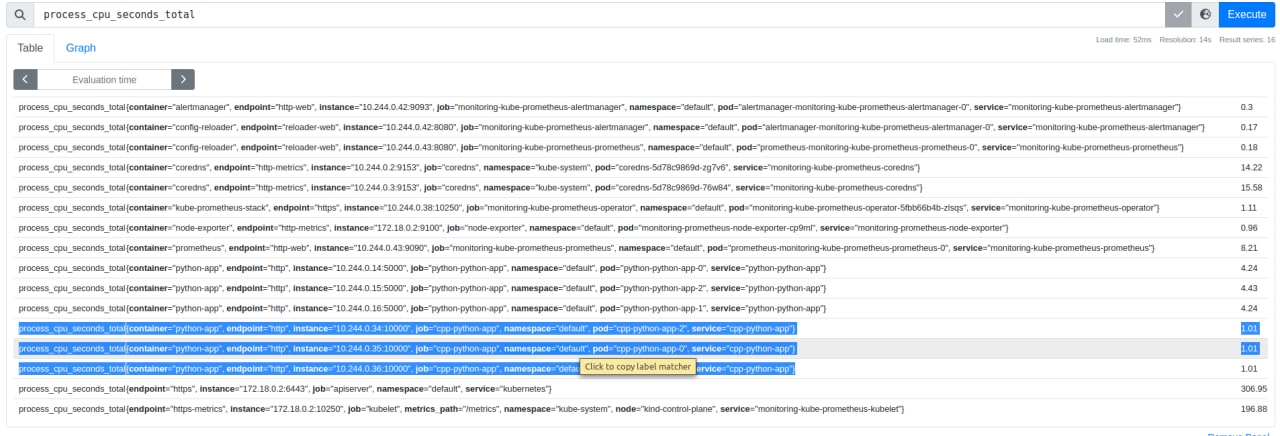 process_cpu_seconds_total
Execute
Table Graph
Load time: 52ms Resolution: 14s Result series: 16
Evaluation time
process_cpu_seconds_total{container="alertmanager", endpoint="http-web", instance="10.244.0.42:9093", job="monitoring-kube-prometheus-alertmanager", namespace="default", pod="alertmanager-monitoring-kube-prometheus-alertmanager-0", service="monitoring-kube-prometheus-alertmanager"} 0.3
process_cpu_seconds_total{container="config-reloader", endpoint="reloader-web", instance="10.244.0.42:8080", job="monitoring-kube-prometheus-alertmanager", namespace="default", pod="alertmanager-monitoring-kube-prometheus-alertmanager-0", service="monitoring-kube-prometheus-alertmanager"} 0.17
process_cpu_seconds_total{container="config-reloader", endpoint="reloader-web", instance="10.244.0.43:8080", job="monitoring-kube-prometheus-prometheus", namespace="default", pod="prometheus-monitoring-kube-prometheus-prometheus-0", service="monitoring-kube-prometheus-prometheus"} 0.18
process_cpu_seconds_total{container="coredns", endpoint="http-metrics", instance="10.244.0.2:9153", job="coredns", namespace="kube-system", pod="coredns-5d78c9869d-zg7v6", service="monitoring-kube-prometheus-coredns"} 14.22
process_cpu_seconds_total{container="coredns", endpoint="http-metrics", instance="10.244.0.3:9153", job="coredns", namespace="kube-system", pod="coredns-5d78c9869d-76w84", service="monitoring-kube-prometheus-coredns"} 15.58
process_cpu_seconds_total{container="kube-prometheus-stack", endpoint="https", instance="10.244.0.38:10250", job="monitoring-kube-prometheus-operator", namespace="default", pod="monitoring-kube-prometheus-operator-5fbb66b4b-zlsqs", service="monitoring-kube-prometheus-operator"} 1.11
process_cpu_seconds_total{container="node-exporter", endpoint="http-metrics", instance="172.18.0.2:9100", job="node-exporter", namespace="default", pod="monitoring-prometheus-node-exporter-cp9ml", service="monitoring-prometheus-node-exporter"} 0.96
process_cpu_seconds_total{container="prometheus", endpoint="http-web", instance="10.244.0.43:9090", job="monitoring-kube-prometheus-prometheus", namespace="default", pod="prometheus-monitoring-kube-prometheus-prometheus-0", service="monitoring-kube-prometheus-prometheus"} 8.21
process_cpu_seconds_total{container="python-app", endpoint="http", instance="10.244.0.14:5000", job="python-python-app", namespace="default", pod="python-python-app-0", service="python-python-app"} 4.24
process_cpu_seconds_total{container="python-app", endpoint="http", instance="10.244.0.15:5000", job="python-python-app", namespace="default", pod="python-python-app-2", service="python-python-app"} 4.43
process_cpu_seconds_total{container="python-app", endpoint="http", instance="10.244.0.16:5000", job="python-python-app", namespace="default", pod="python-python-app-1", service="python-python-app"} 4.24
process_cpu_seconds_total{container="python-app", endpoint="http", instance="10.244.0.34:10000", job="cpp-python-app", namespace="default", pod="cpp-python-app-2", service="cpp-python-app"} 1.01
process_cpu_seconds_total{container="python-app", endpoint="http", instance="10.244.0.35:10000", job="cpp-python-app", namespace="default", pod="cpp-python-app-0", service="cpp-python-app"} 1.01
process_cpu_seconds_total{container="python-app", endpoint="http", instance="10.244.0.36:10000", job="cpp-python-app", namespace="defau Click to copy label matcher ervice="cpp-python-app"} 1.01
process_cpu_seconds_total{endpoint="https", instance="172.18.0.2:6443", job="apiserver", namespace="default", service="kubernetes"} 306.95
process_cpu_seconds_total{endpoint="https-metrics", instance="172.18.0.2:10250", job="kubelet", metrics_path="/metrics", namespace="kube-system", node="kind-control-plane", service="monitoring-kube-prometheus-kubelet"} 196.88